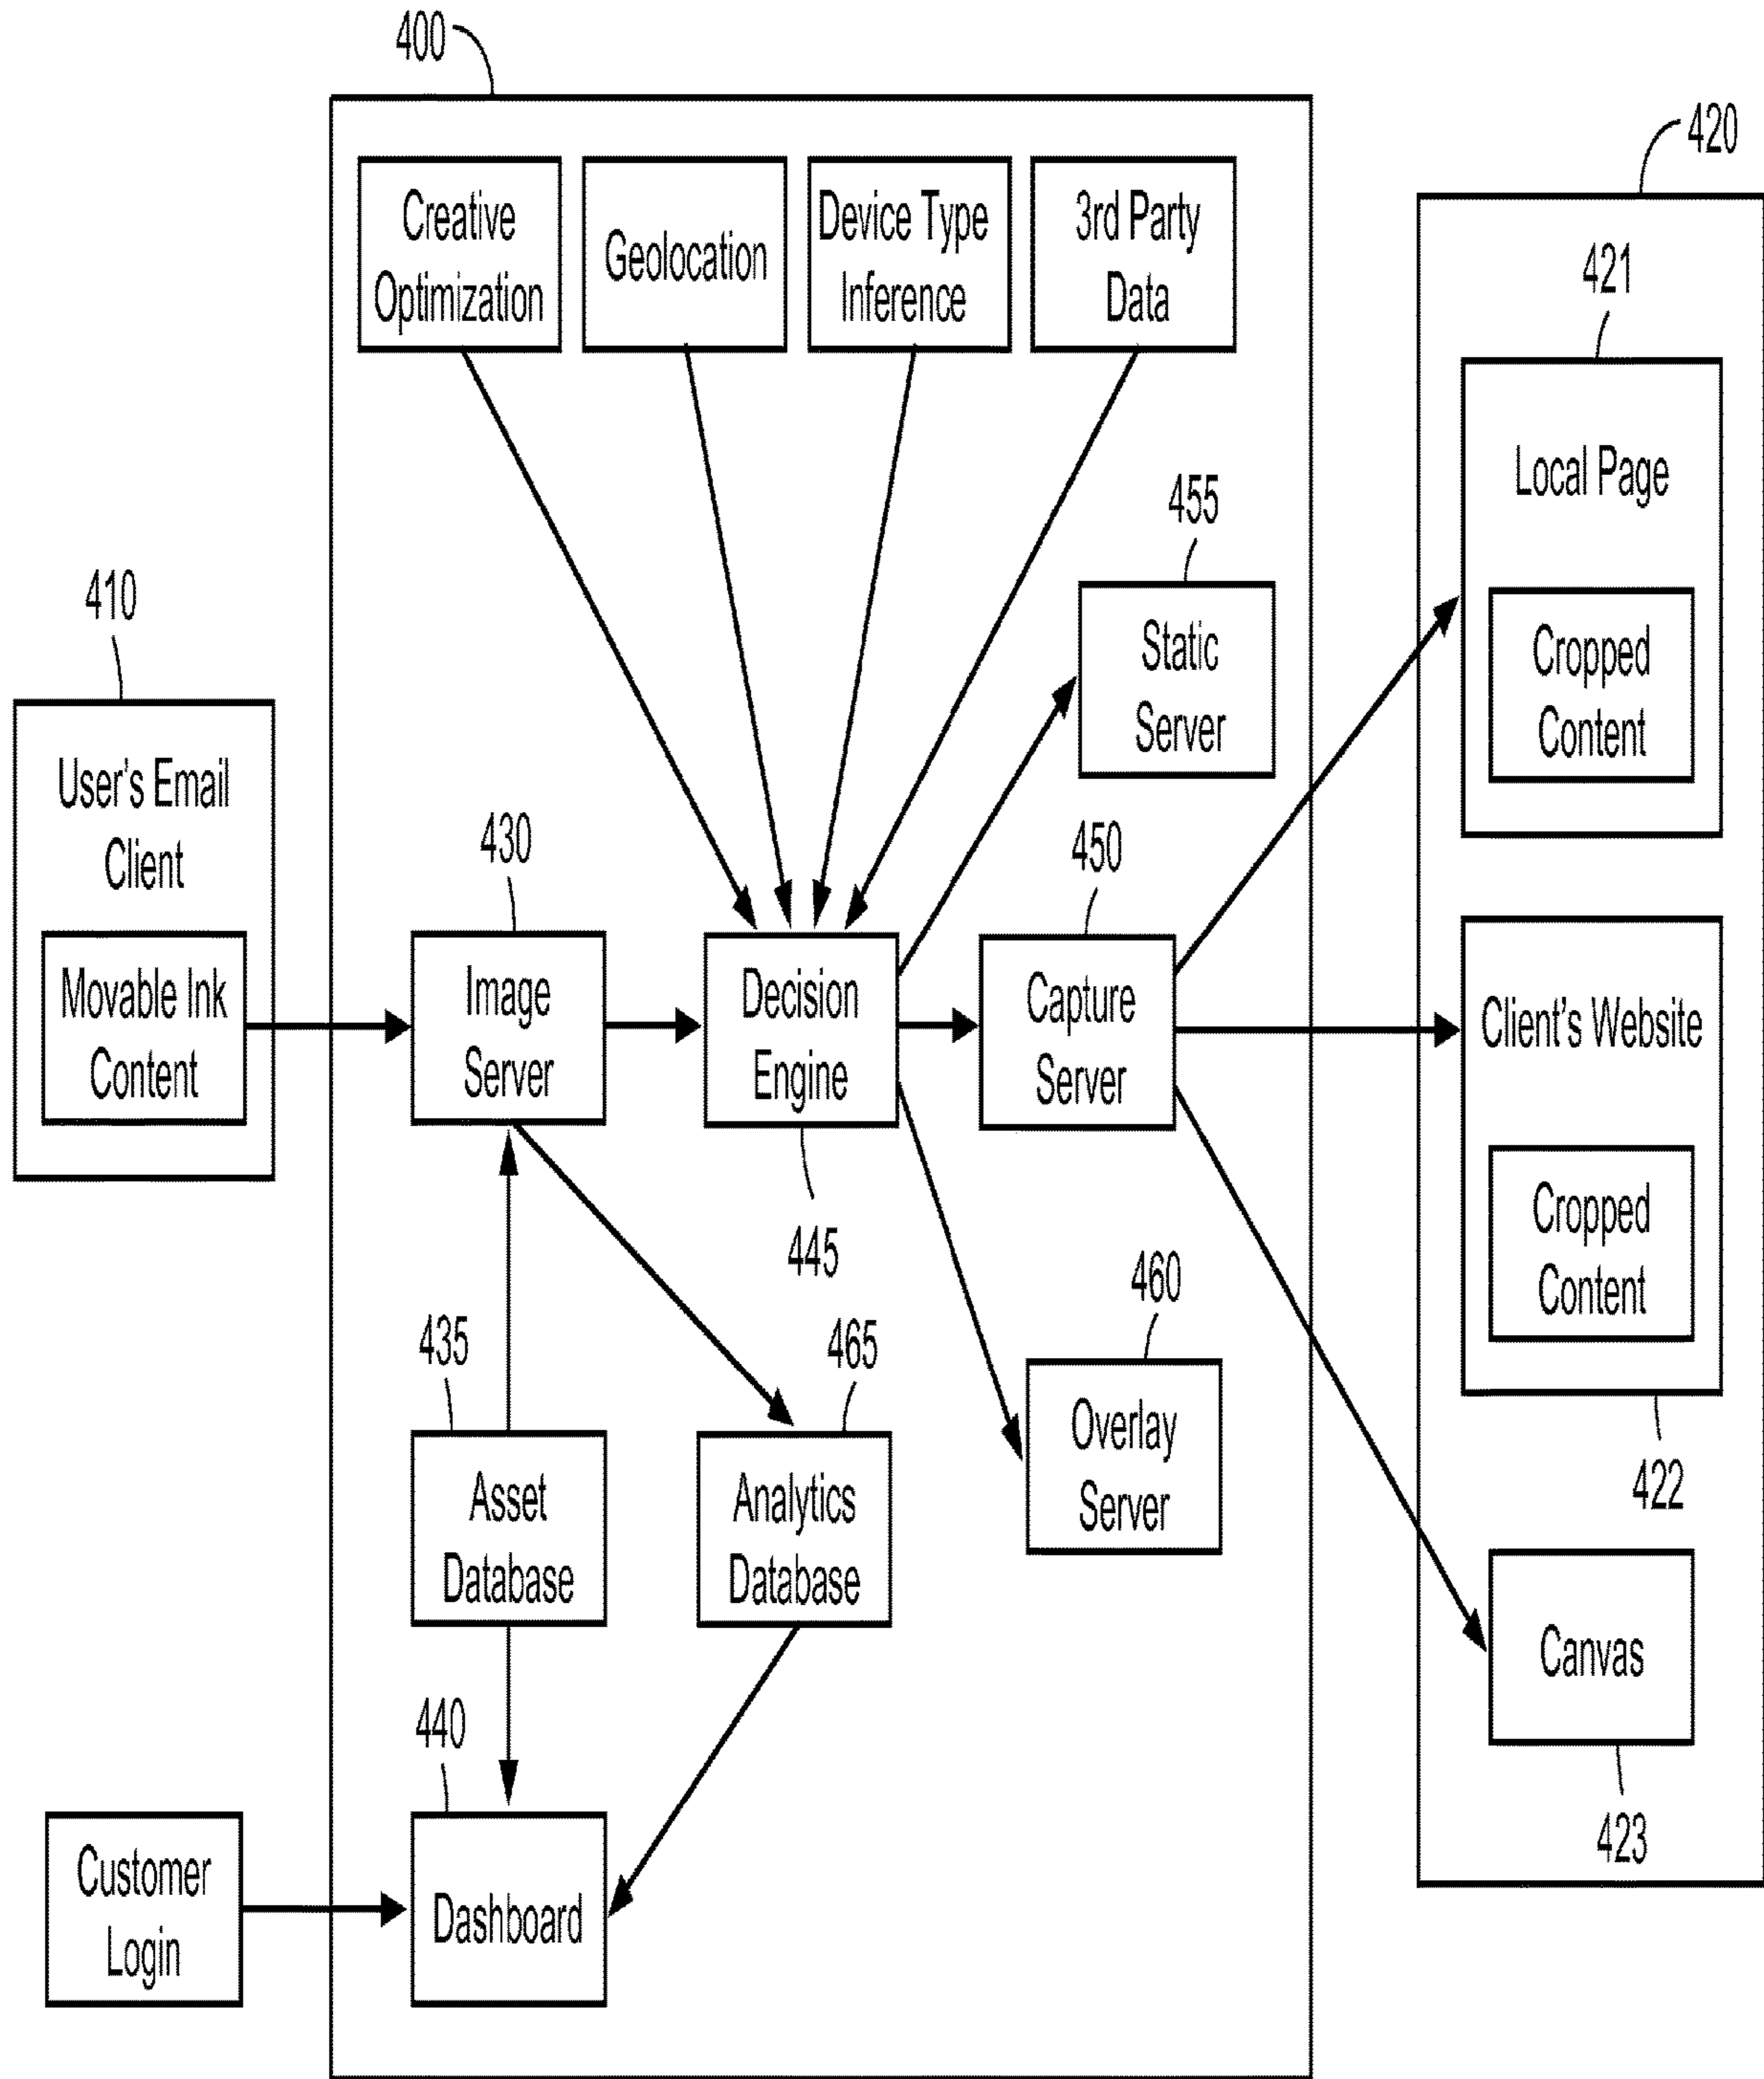 400
420
Creative
Optimization
Geolocation
Device Type
Inference
3rd Party
Data
421
Local Page
Cropped
Content
455
Static
Server
410
User's Email
Client
Movable Ink
Content
430
Image
Server
Decision
Engine
445
450
Capture
Server
Client's Website
Cropped
Content
422
435
Asset
Database
465
Analytics
Database
460
Overlay
Server
Canvas
423
440
Dashboard
Customer
Login